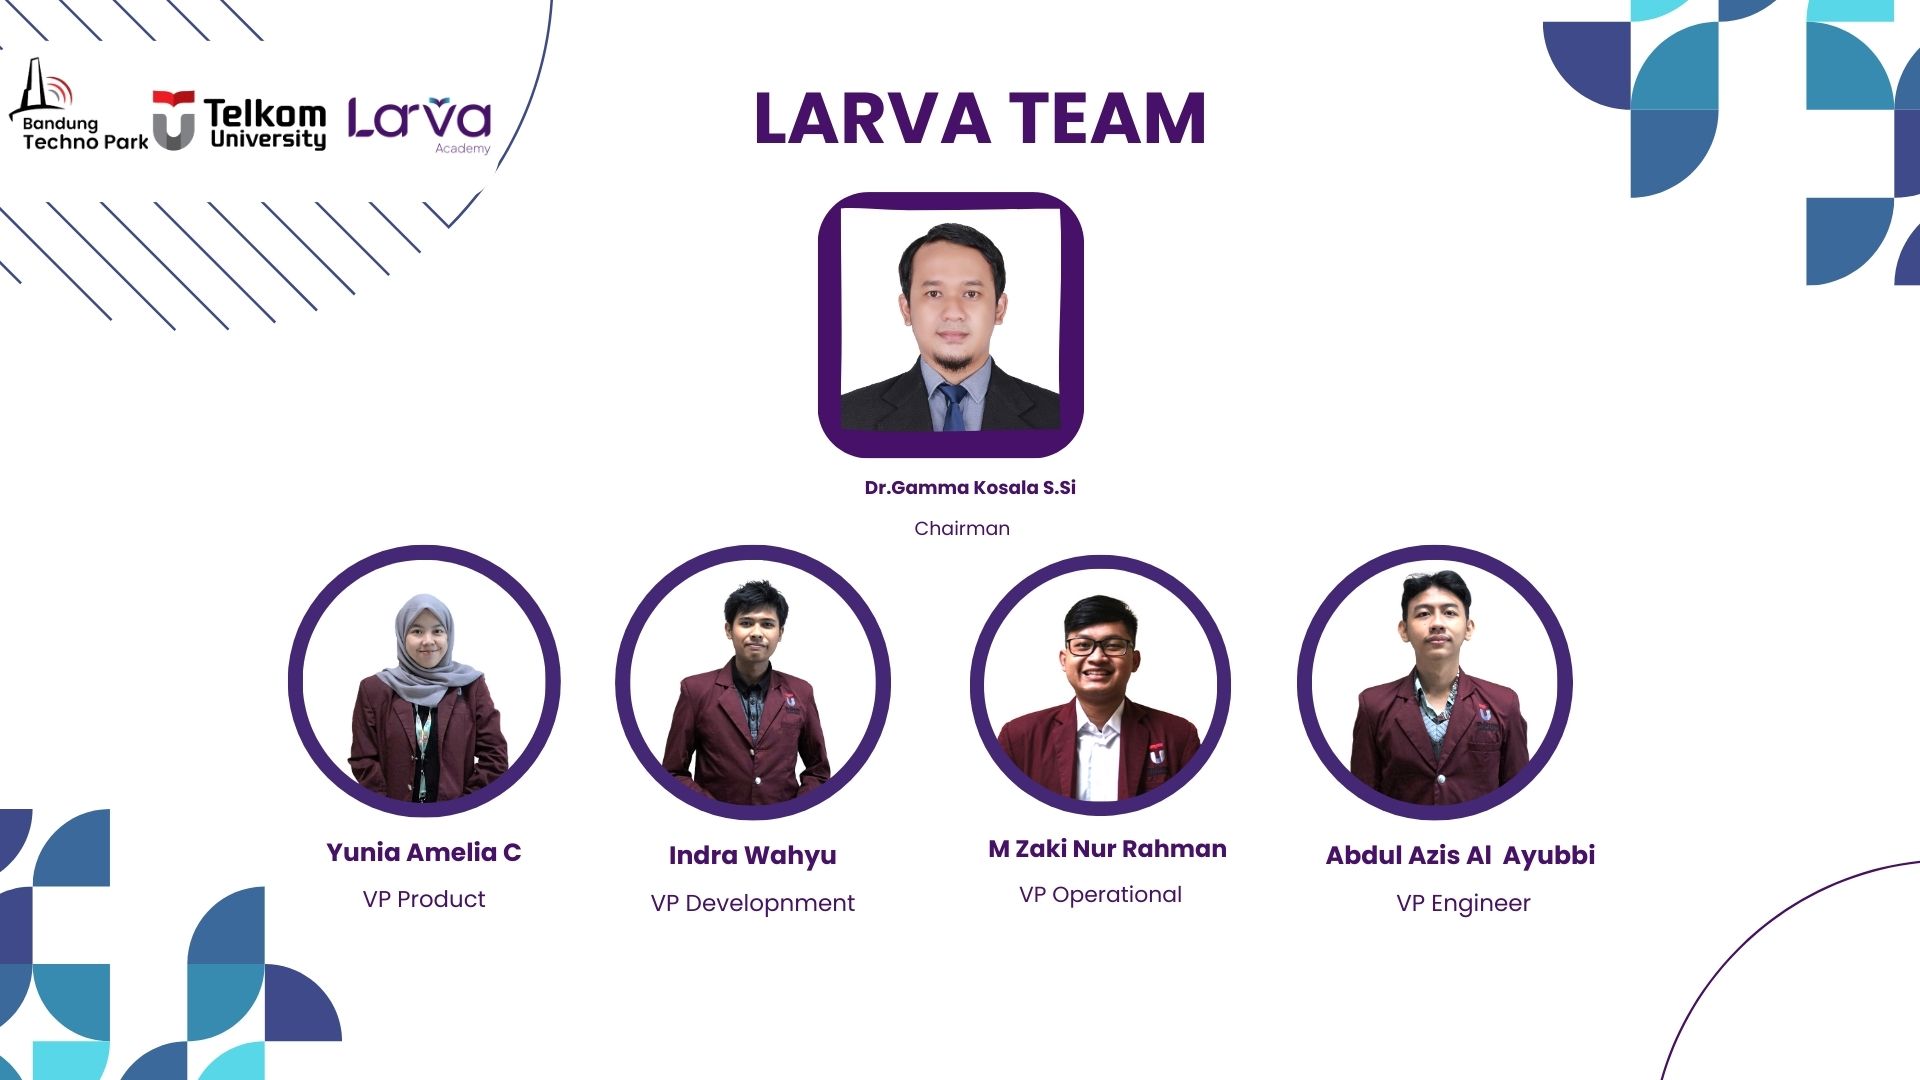 Bandung
Techno Park
Telkom
University
Larva
Academy
LARVA TEAM
Dr.Gamma Kosala S.Si
Chairman
Yunia Amelia C
VP Product
Indra Wahyu
VP Developnment
M Zaki Nur Rahman
VP Operational
Abdul Azis Al  Ayubbi
VP Engineer